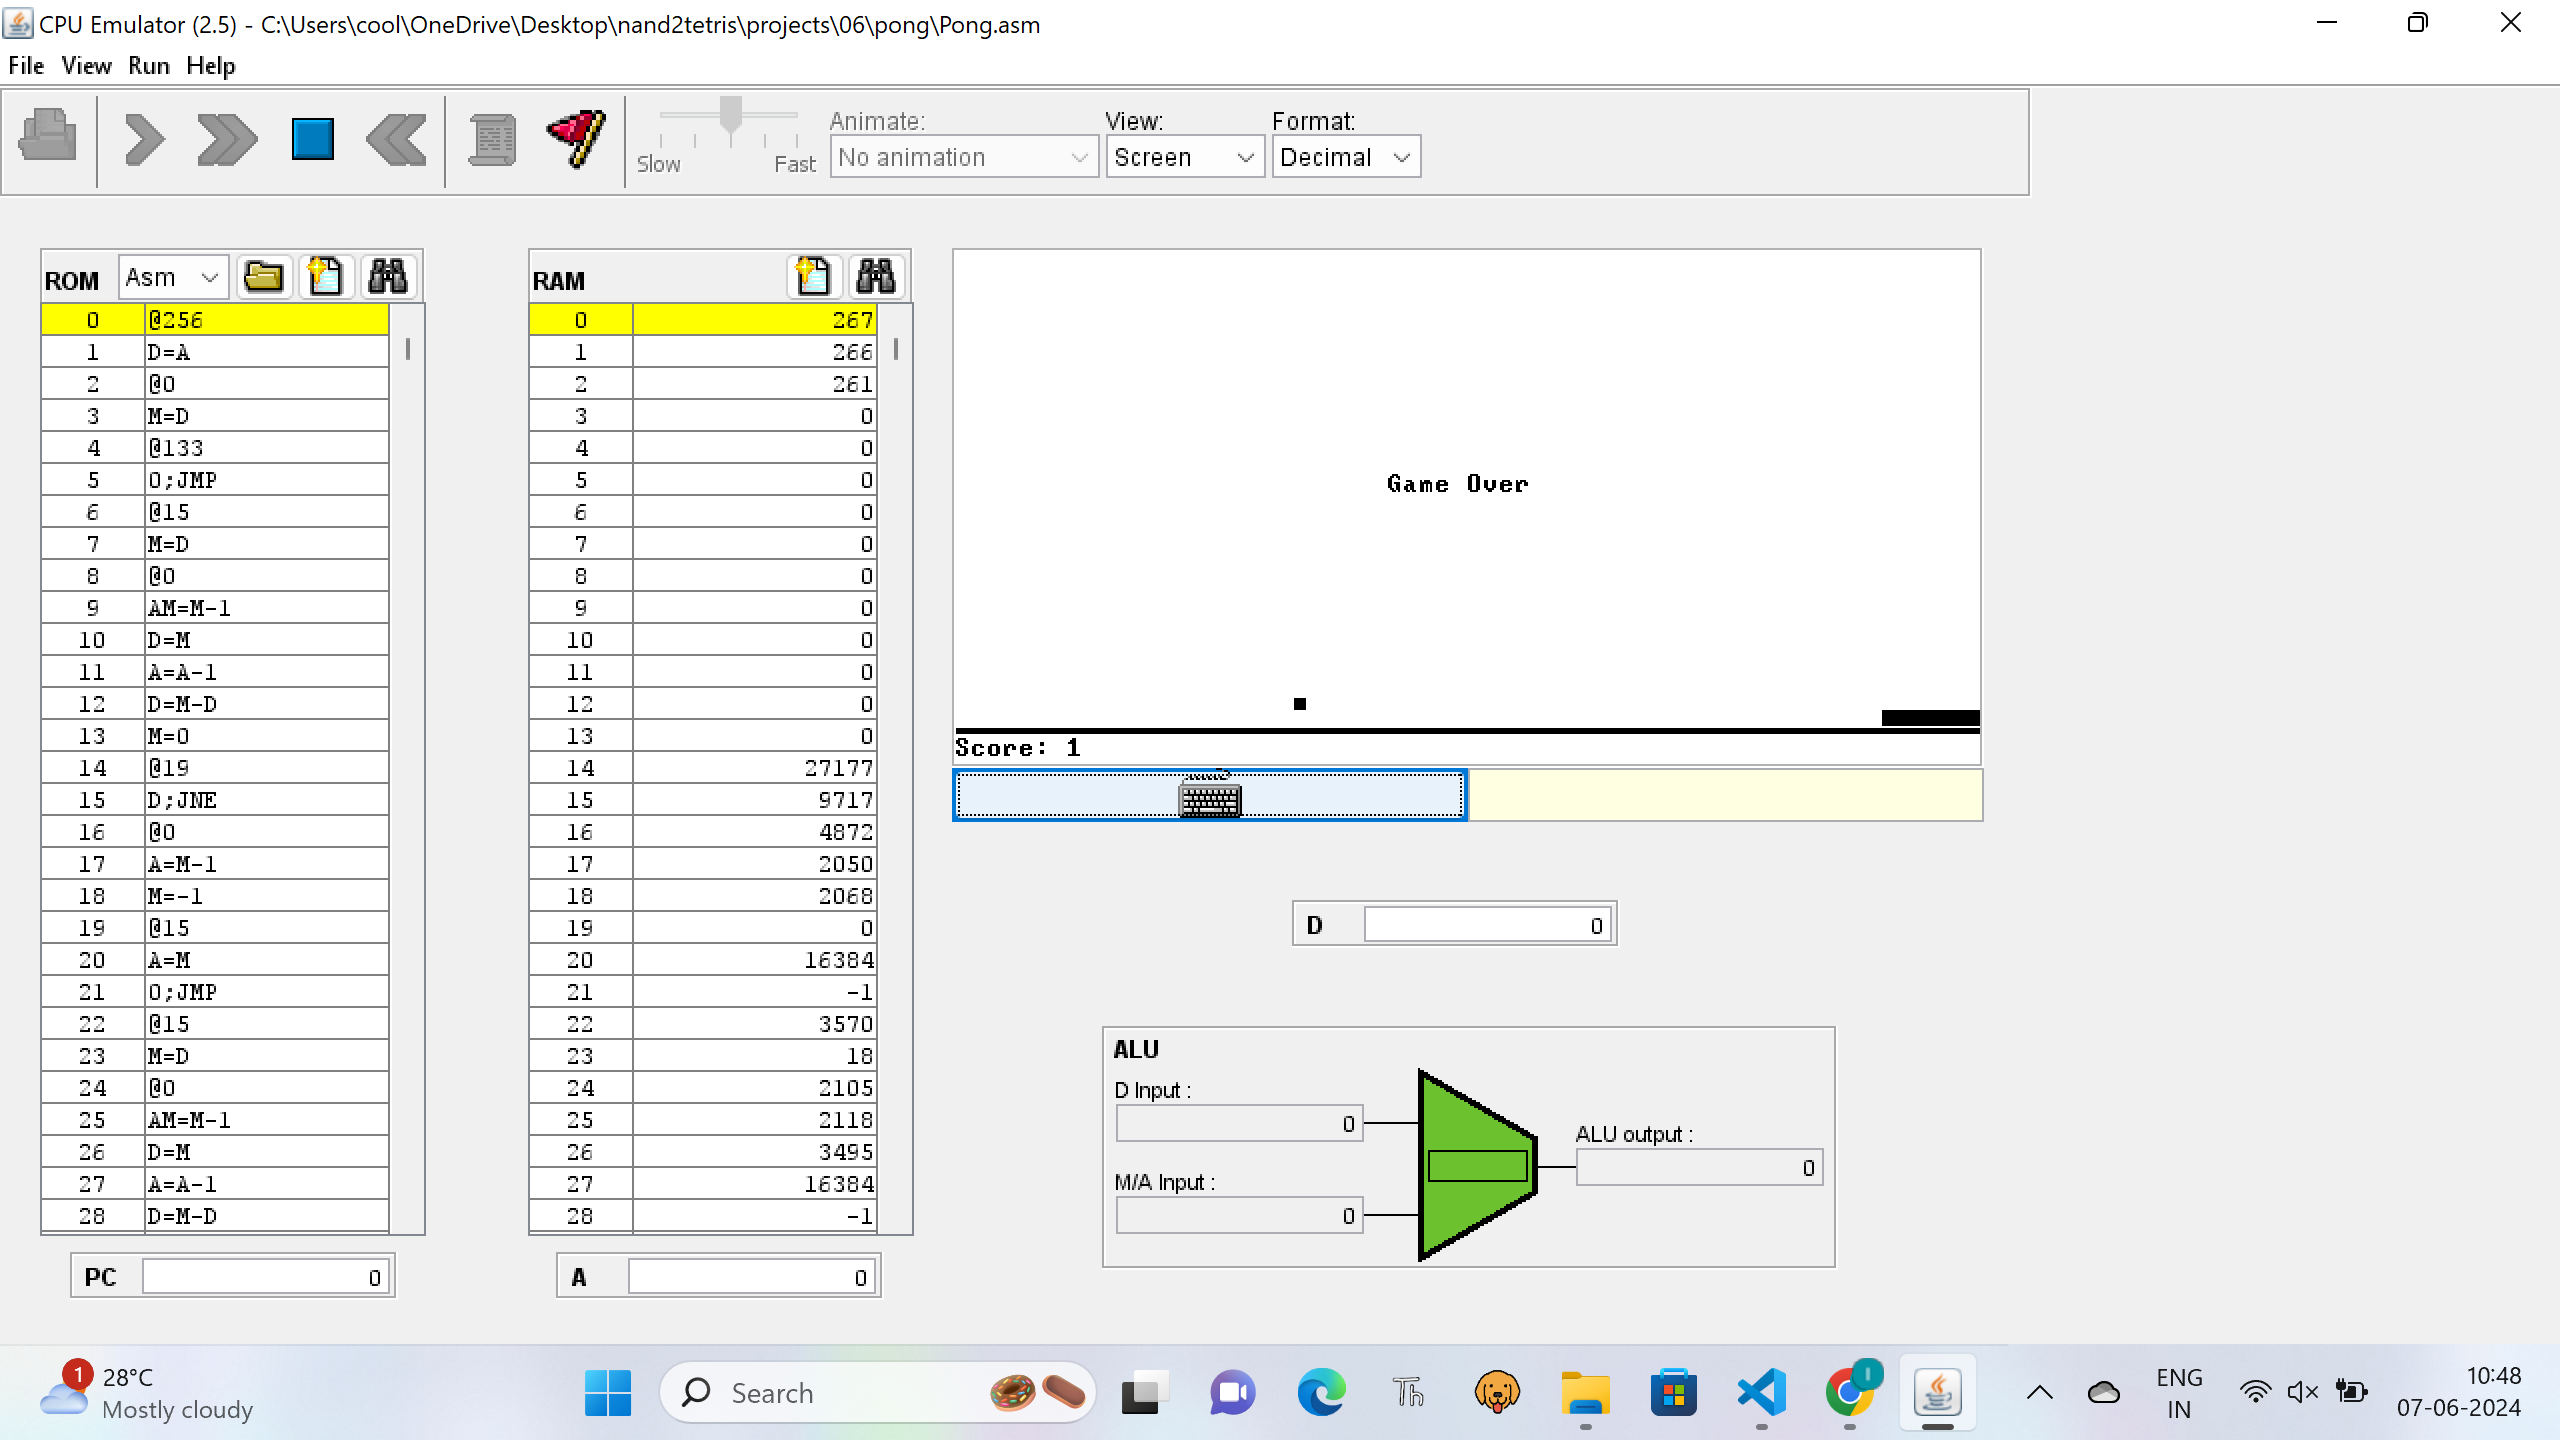 CPU Emulator (2.5) - C:\Users\cool\OneDrive\Desktop\nand2tetris\projects\06\pong\Pong.asm
File View Run Help
Slow Fast
Animate:
No animation
View:
Screen
Format:
Decimal
ROM Asm
0 @256
1 D=A
2 @0
3 M=D
4 @133
5 0;JMP
6 @15
7 M=D
8 @0
9 AM=M-1
10 D=M
11 A=A-1
12 D=M-D
13 M=0
14 @19
15 D;JNE
16 @0
17 A=M-1
18 M=-1
19 @15
20 A=M
21 0;JMP
22 @15
23 M=D
24 @0
25 AM=M-1
26 D=M
27 A=A-1
28 D=M-D
PC 0
RAM
0 267
1 266
2 261
3 0
4 0
5 0
6 0
7 0
8 0
9 0
10 0
11 0
12 0
13 0
14 27177
15 9717
16 4872
17 2050
18 2068
19 0
20 16384
21 -1
22 3570
23 18
24 2105
25 2118
26 3495
27 16384
28 -1
A 0
Game Over
Score: 1
D 0
ALU
D Input :
0
M/A Input :
0
ALU output :
0
1
28°C
Mostly cloudy
Search
Th
I
ENG
IN
10:48
07-06-2024